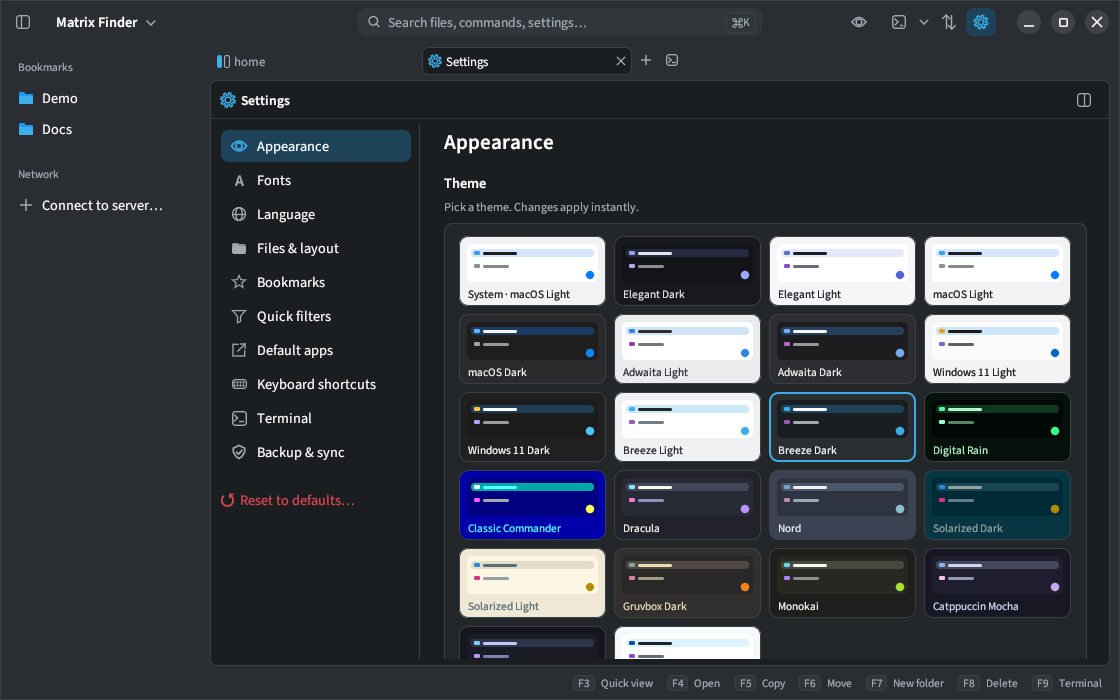 Matrix Finder
Search files, commands, settings…
⌘K
Bookmarks
Demo
Docs
Network
Connect to server…
home
Settings
Settings
Appearance
Fonts
Language
Files & layout
Bookmarks
Quick filters
Default apps
Keyboard shortcuts
Terminal
Backup & sync
Reset to defaults…
Appearance
Theme
Pick a theme. Changes apply instantly.
System · macOS Light
Elegant Dark
Elegant Light
macOS Light
macOS Dark
Adwaita Light
Adwaita Dark
Windows 11 Light
Windows 11 Dark
Breeze Light
Breeze Dark
Digital Rain
Classic Commander
Dracula
Nord
Solarized Dark
Solarized Light
Gruvbox Dark
Monokai
Catppuccin Mocha
F3 Quick view F4 Open F5 Copy F6 Move F7 New folder F8 Delete F9 Terminal